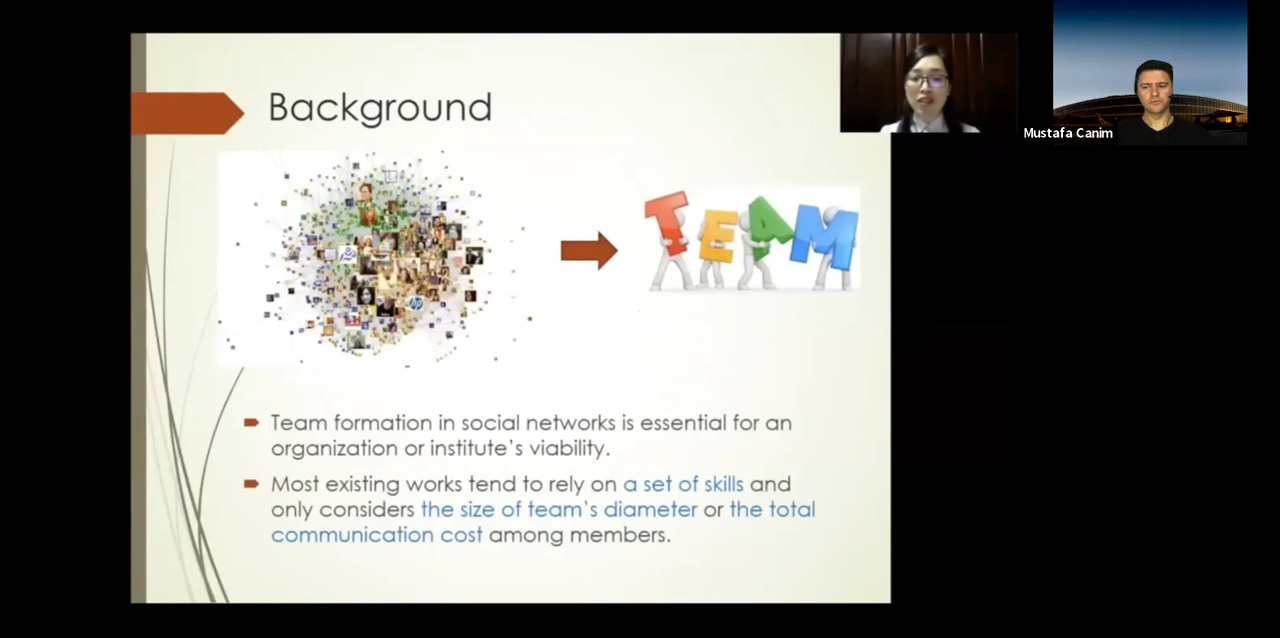 Background
TEAM
Mustafa Canim
hp
Team formation in social networks is essential for an
organization or institute's viability.
Most existing works tend to rely on a set of skills and
only considers the size of team's diameter or the total
communication cost among members.